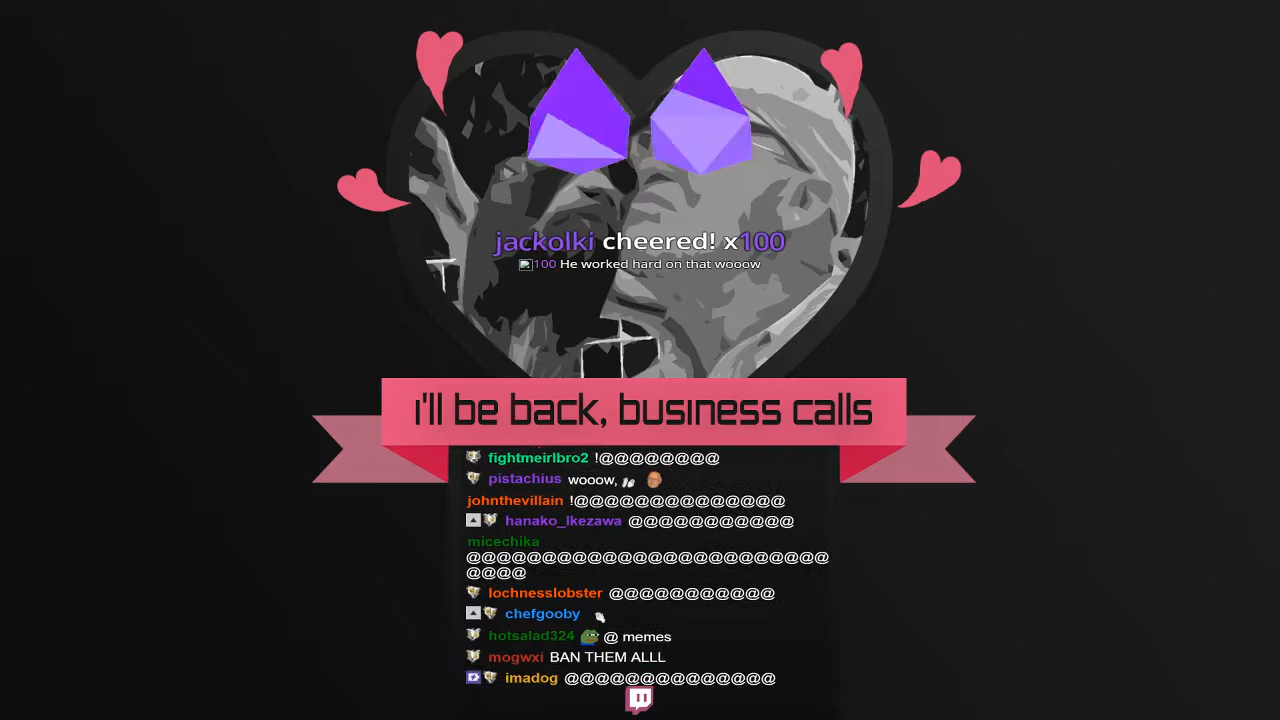 jackolki cheered! x100
100 He worked hard on that wooow
i'll be back, business calls
fightmeirlbro2 !@@@@@@@@
pistachius wooow,
johnthevillain !@@@@@@@@@@@@@@
hanako_lkezawa @@@@@@@@@@@
micechika
@@@@@@@@@@@@@@@@@@@@@@@@
@@@@
lochnesslobster @@@@@@@@@@@
chefgooby
hotsalad324 @ memes
mogwxi BAN THEM ALLL
imadog @@@@@@@@@@@@@@